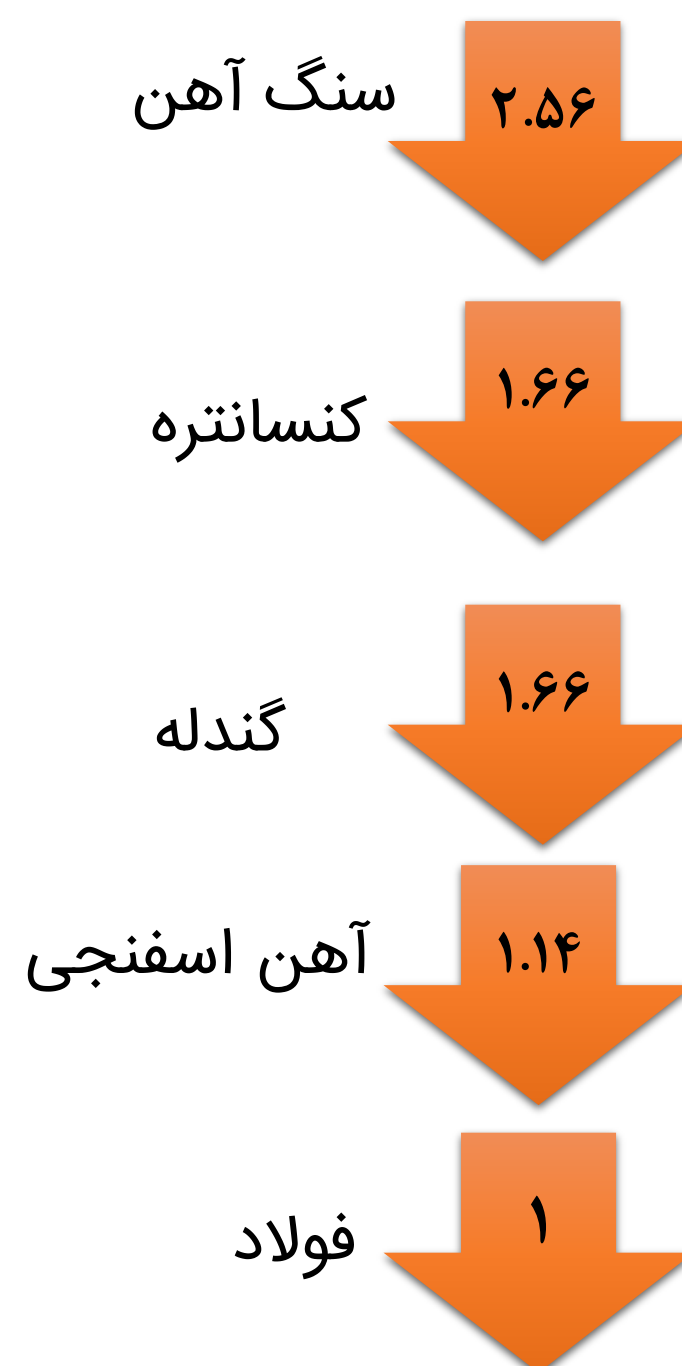 سنگ آهن
۲.۵۶
کنسانتره
۱.۶۶
گندله
۱.۶۶
آهن اسفنجی
۱.۱۴
فولاد
۱